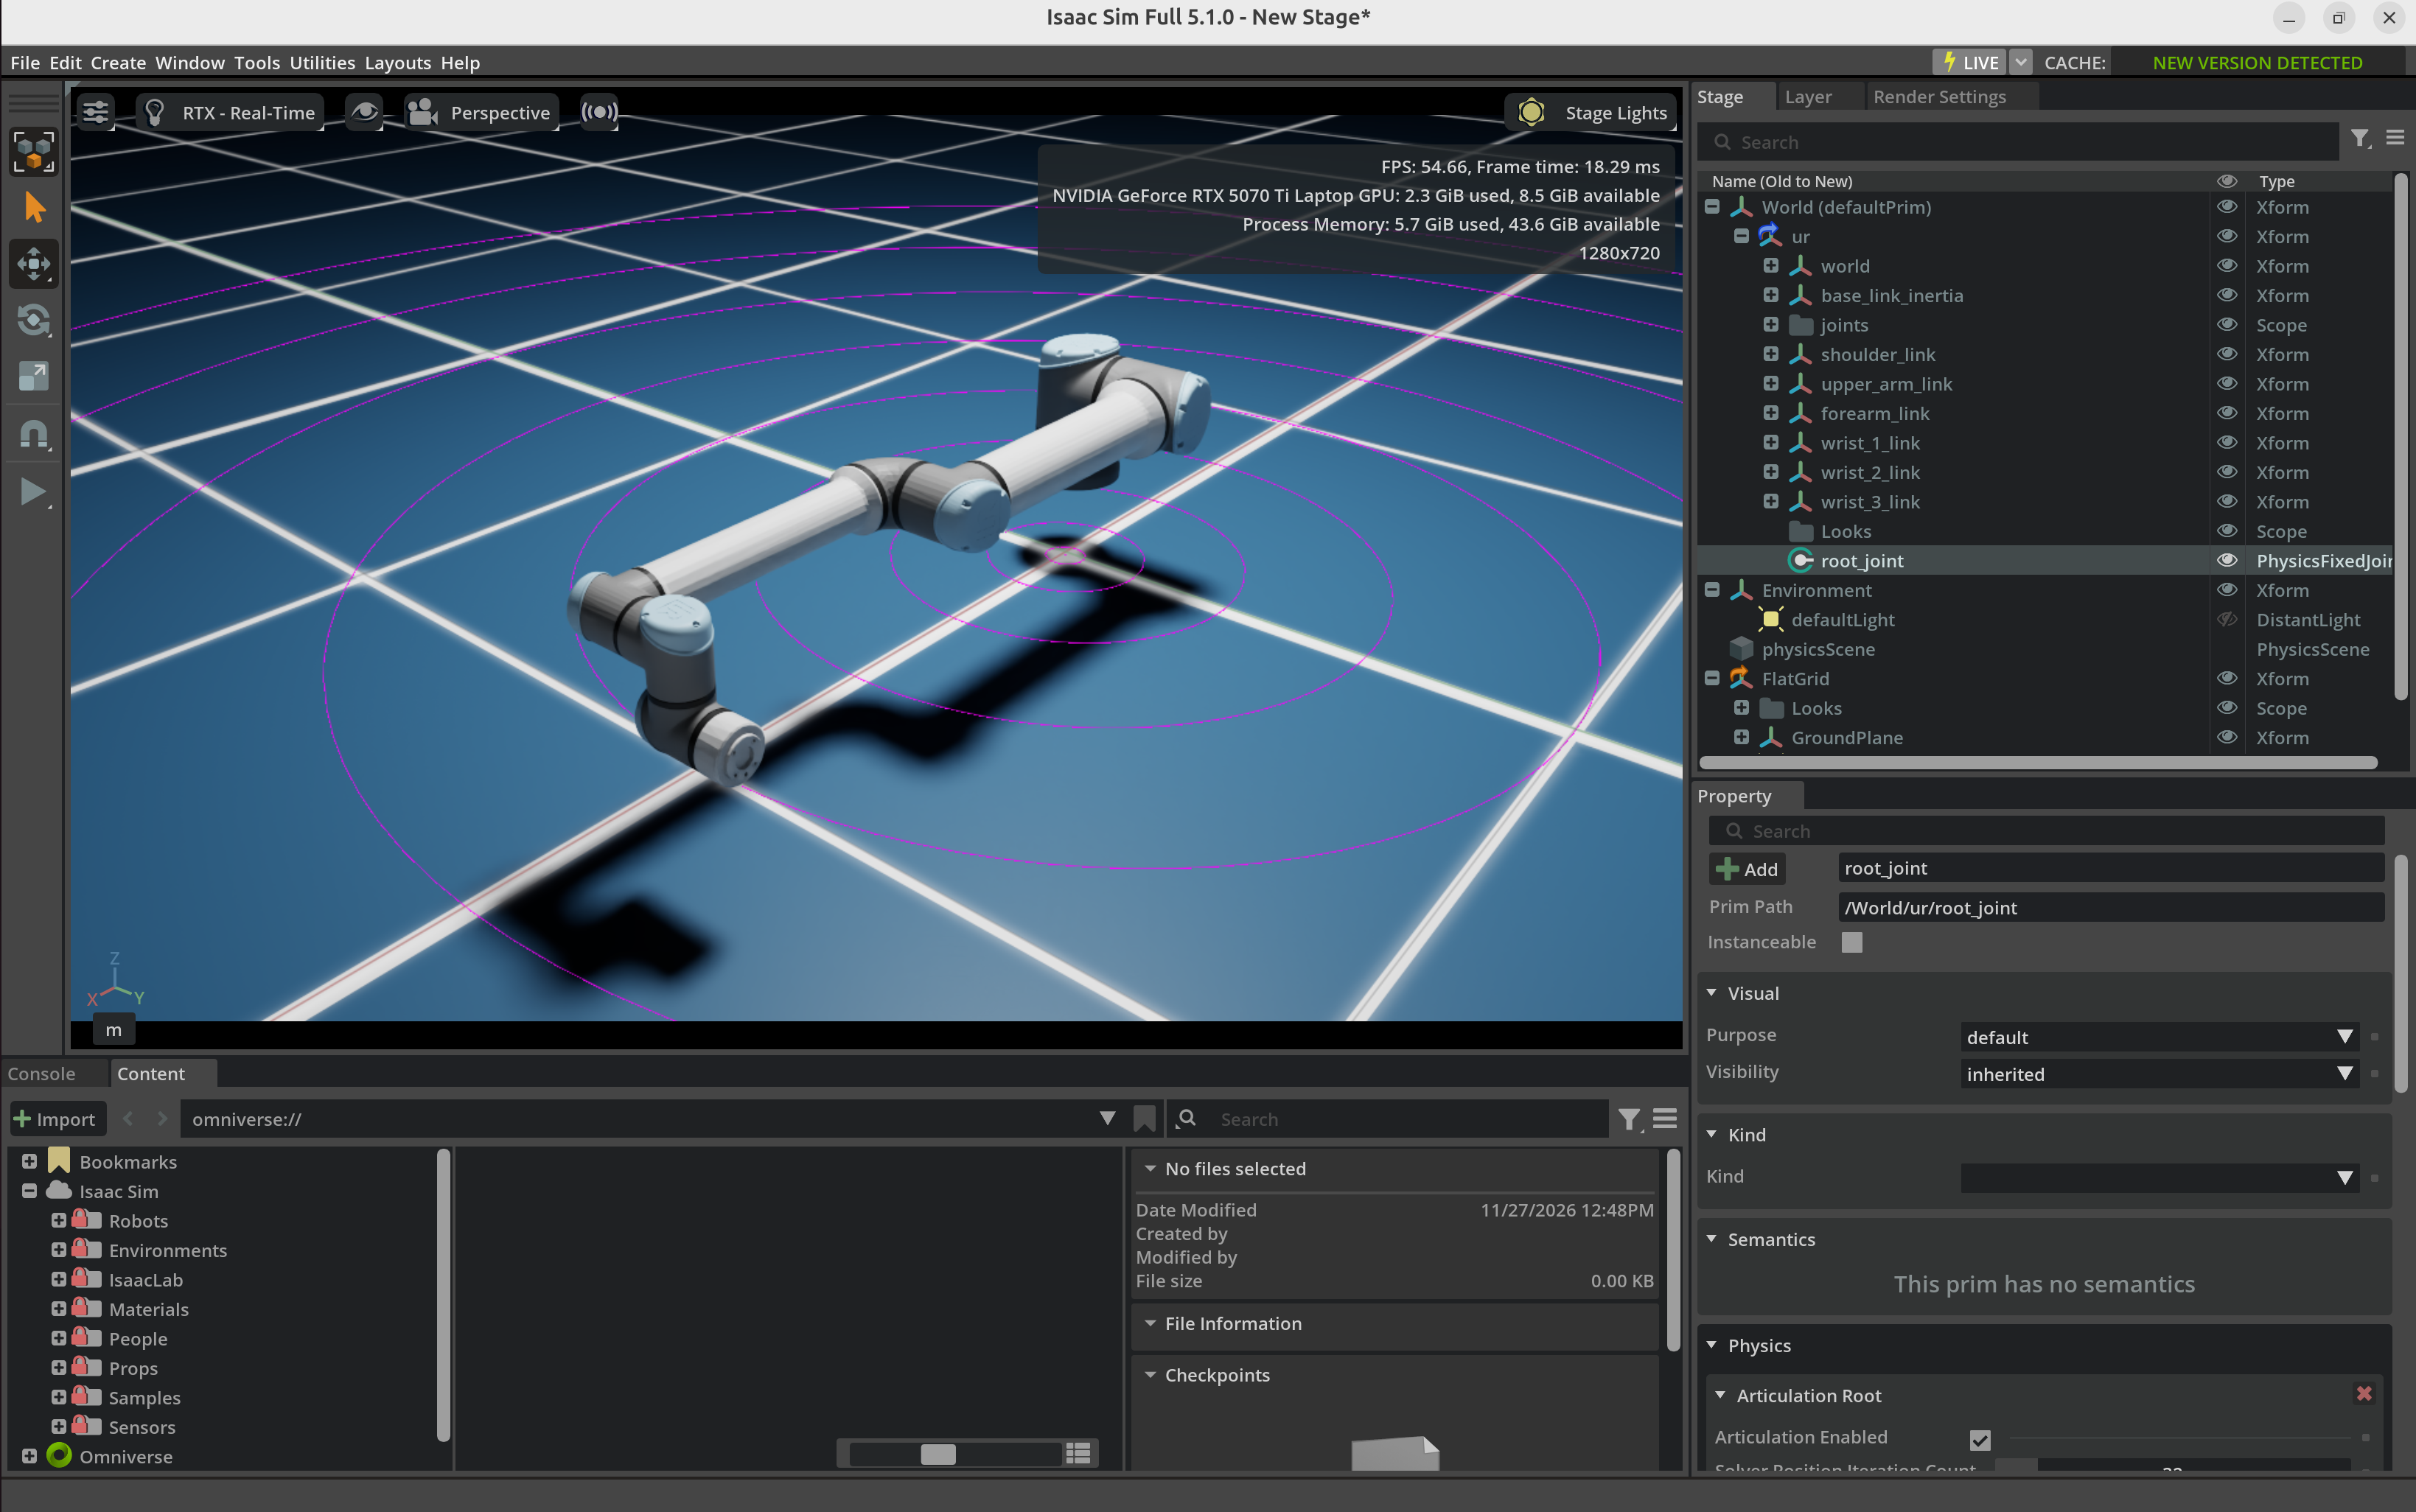 Isaac Sim Full 5.1.0 - New Stage*
File Edit Create Window Tools Utilities Layouts Help
LIVE CACHE: NEW VERSION DETECTED
RTX - Real-Time Perspective Stage Lights
FPS: 54.66, Frame time: 18.29 ms
NVIDIA GeForce RTX 5070 Ti Laptop GPU: 2.3 GiB used, 8.5 GiB available
Process Memory: 5.7 GiB used, 43.6 GiB available
1280x720
Z
X Y
m
Stage Layer Render Settings
Search
Name (Old to New) Type
World (defaultPrim) Xform
ur Xform
world Xform
base_link_inertia Xform
joints Scope
shoulder_link Xform
upper_arm_link Xform
forearm_link Xform
wrist_1_link Xform
wrist_2_link Xform
wrist_3_link Xform
Looks Scope
root_joint PhysicsFixedJoin
Environment Xform
defaultLight DistantLight
physicsScene PhysicsScene
FlatGrid Xform
Looks Scope
GroundPlane Xform
Property
Search
Add root_joint
Prim Path /World/ur/root_joint
Instanceable
Visual
Purpose default
Visibility inherited
Kind
Kind
Semantics
This prim has no semantics
Physics
Articulation Root
Articulation Enabled
Solver Position Iteration Count 32
Console Content
Import omniverse:// Search
Bookmarks
Isaac Sim
Robots
Environments
IsaacLab
Materials
People
Props
Samples
Sensors
Omniverse
No files selected
Date Modified 11/27/2026 12:48PM
Created by
Modified by
File size 0.00 KB
File Information
Checkpoints